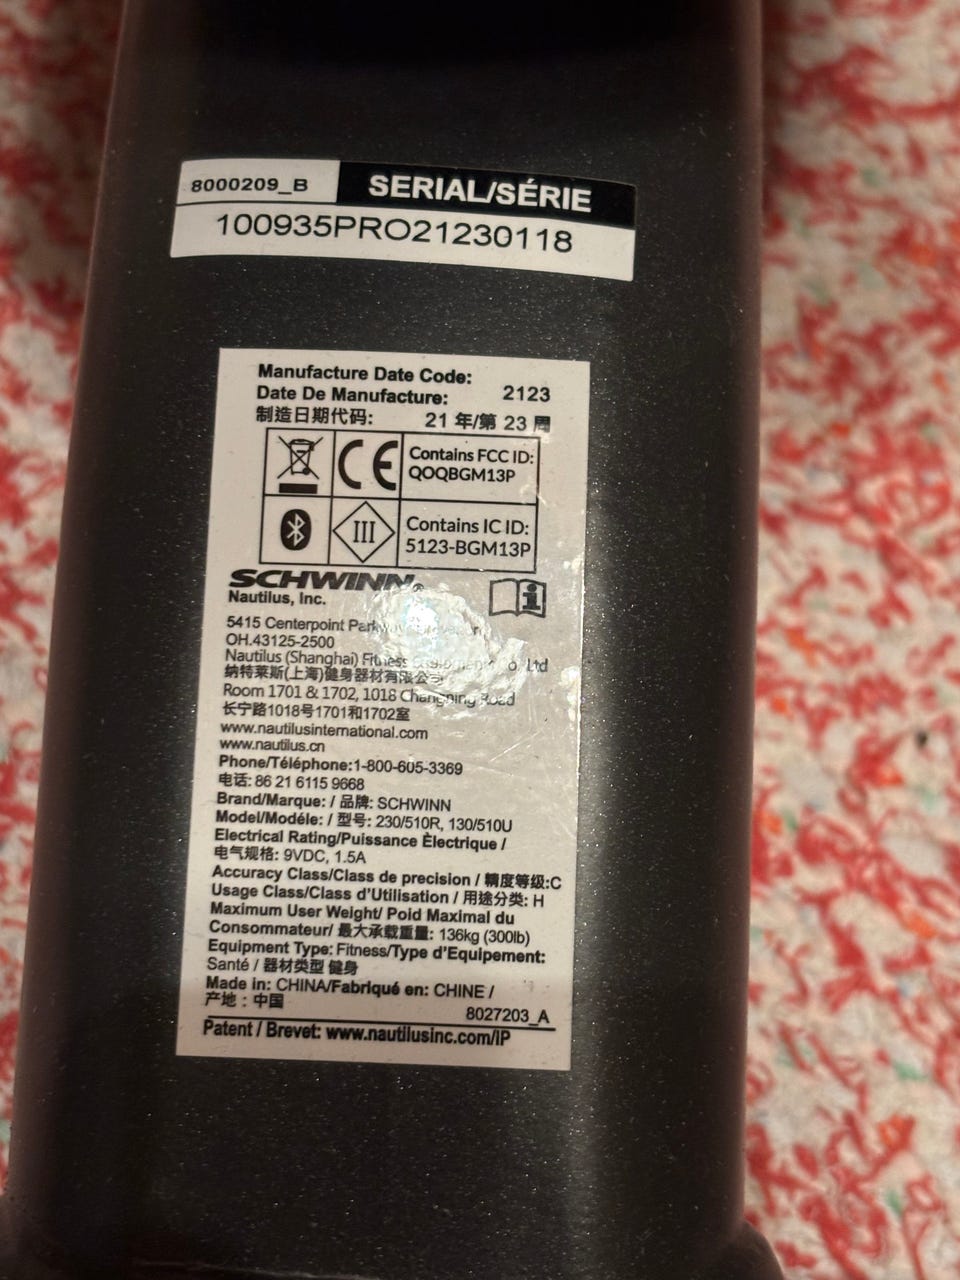 8000209_B SERIAL/SÉRIE
100935PRO21230118
Manufacture Date Code:
Date De Manufacture: 2123
制造日期代码: 21 年/第 23 周
Contains FCC ID:
QOQBGM13P
III
Contains IC ID:
5123-BGM13P
SCHWINN®
Nautilus, Inc.
5415 Centerpoint Parkway
OH.43125-2500
Nautilus (Shanghai) Fitness Co Ltd
纳特莱斯(上海)健身器材有限公司
Room 1701 & 1702, 1018 Changning Road
长宁路1018号1701和1702室
www.nautilusinternational.com
www.nautilus.cn
Phone/Téléphone:1-800-605-3369
电话: 86 21 6115 9668
Brand/Marque: / 品牌: SCHWINN
Model/Modéle: / 型号: 230/510R, 130/510U
Electrical Rating/Puissance Èlectrique /
电气规格: 9VDC, 1.5A
Accuracy Class/Class de precision / 精度等级:C
Usage Class/Class d'Utilisation / 用途分类: H
Maximum User Weight/ Poid Maximal du
Consommateur/ 最大承载重量: 136kg (300lb)
Equipment Type: Fitness/Type d'Equipement:
Santé / 器材类型 健身
Made in: CHINA/Fabriqué en: CHINE /
产地：中国
8027203_A
Patent / Brevet: www.nautilusinc.com/IP